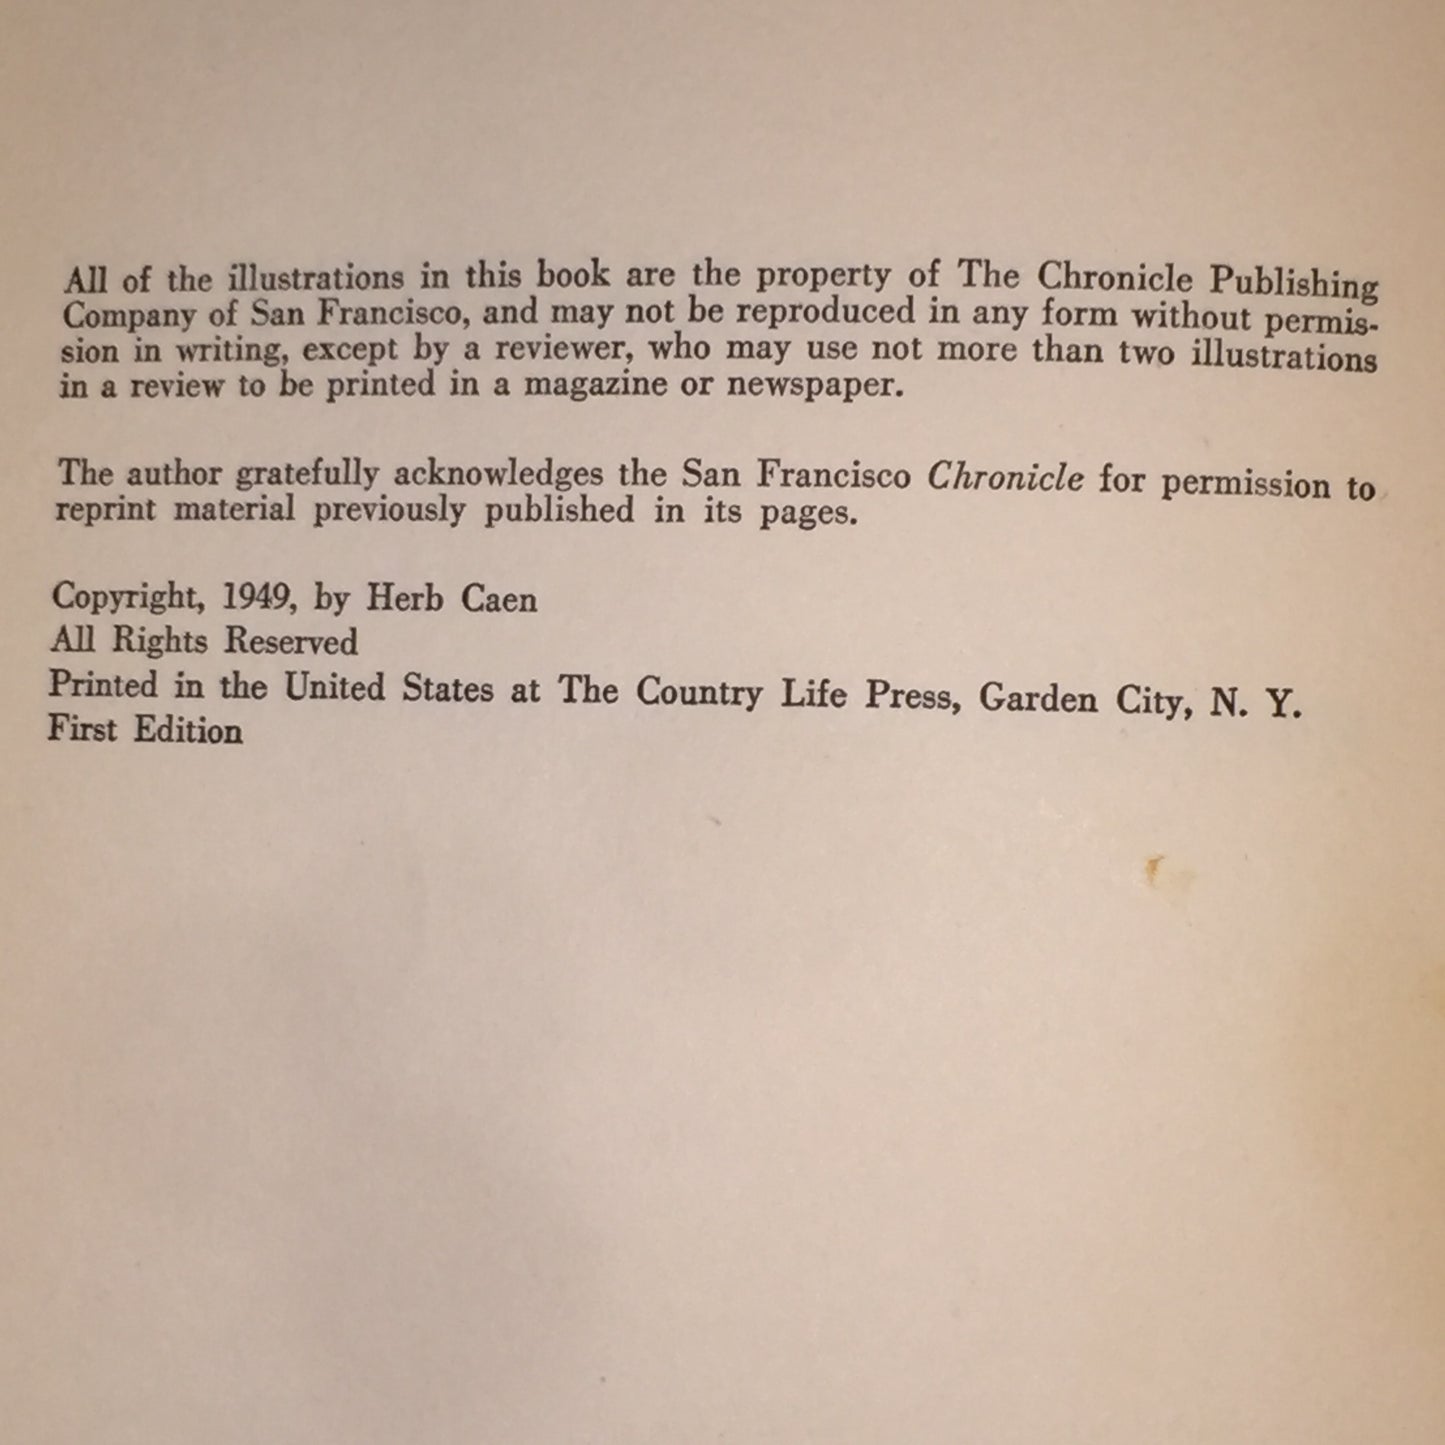 All of the illustrations in this book are the property of The Chronicle Publishing
Company of San Francisco, and may not be reproduced in any form without permis-
sion in writing, except by a reviewer, who may use not more than two illustrations
in a review to be printed in a magazine or newspaper.
The author gratefully acknowledges the San Francisco Chronicle for permission to
reprint material previously published in its pages.
Copyright, 1949, by Herb Caen
All Rights Reserved
Printed in the United States at The Country Life Press, Garden City, N. Y.
First Edition